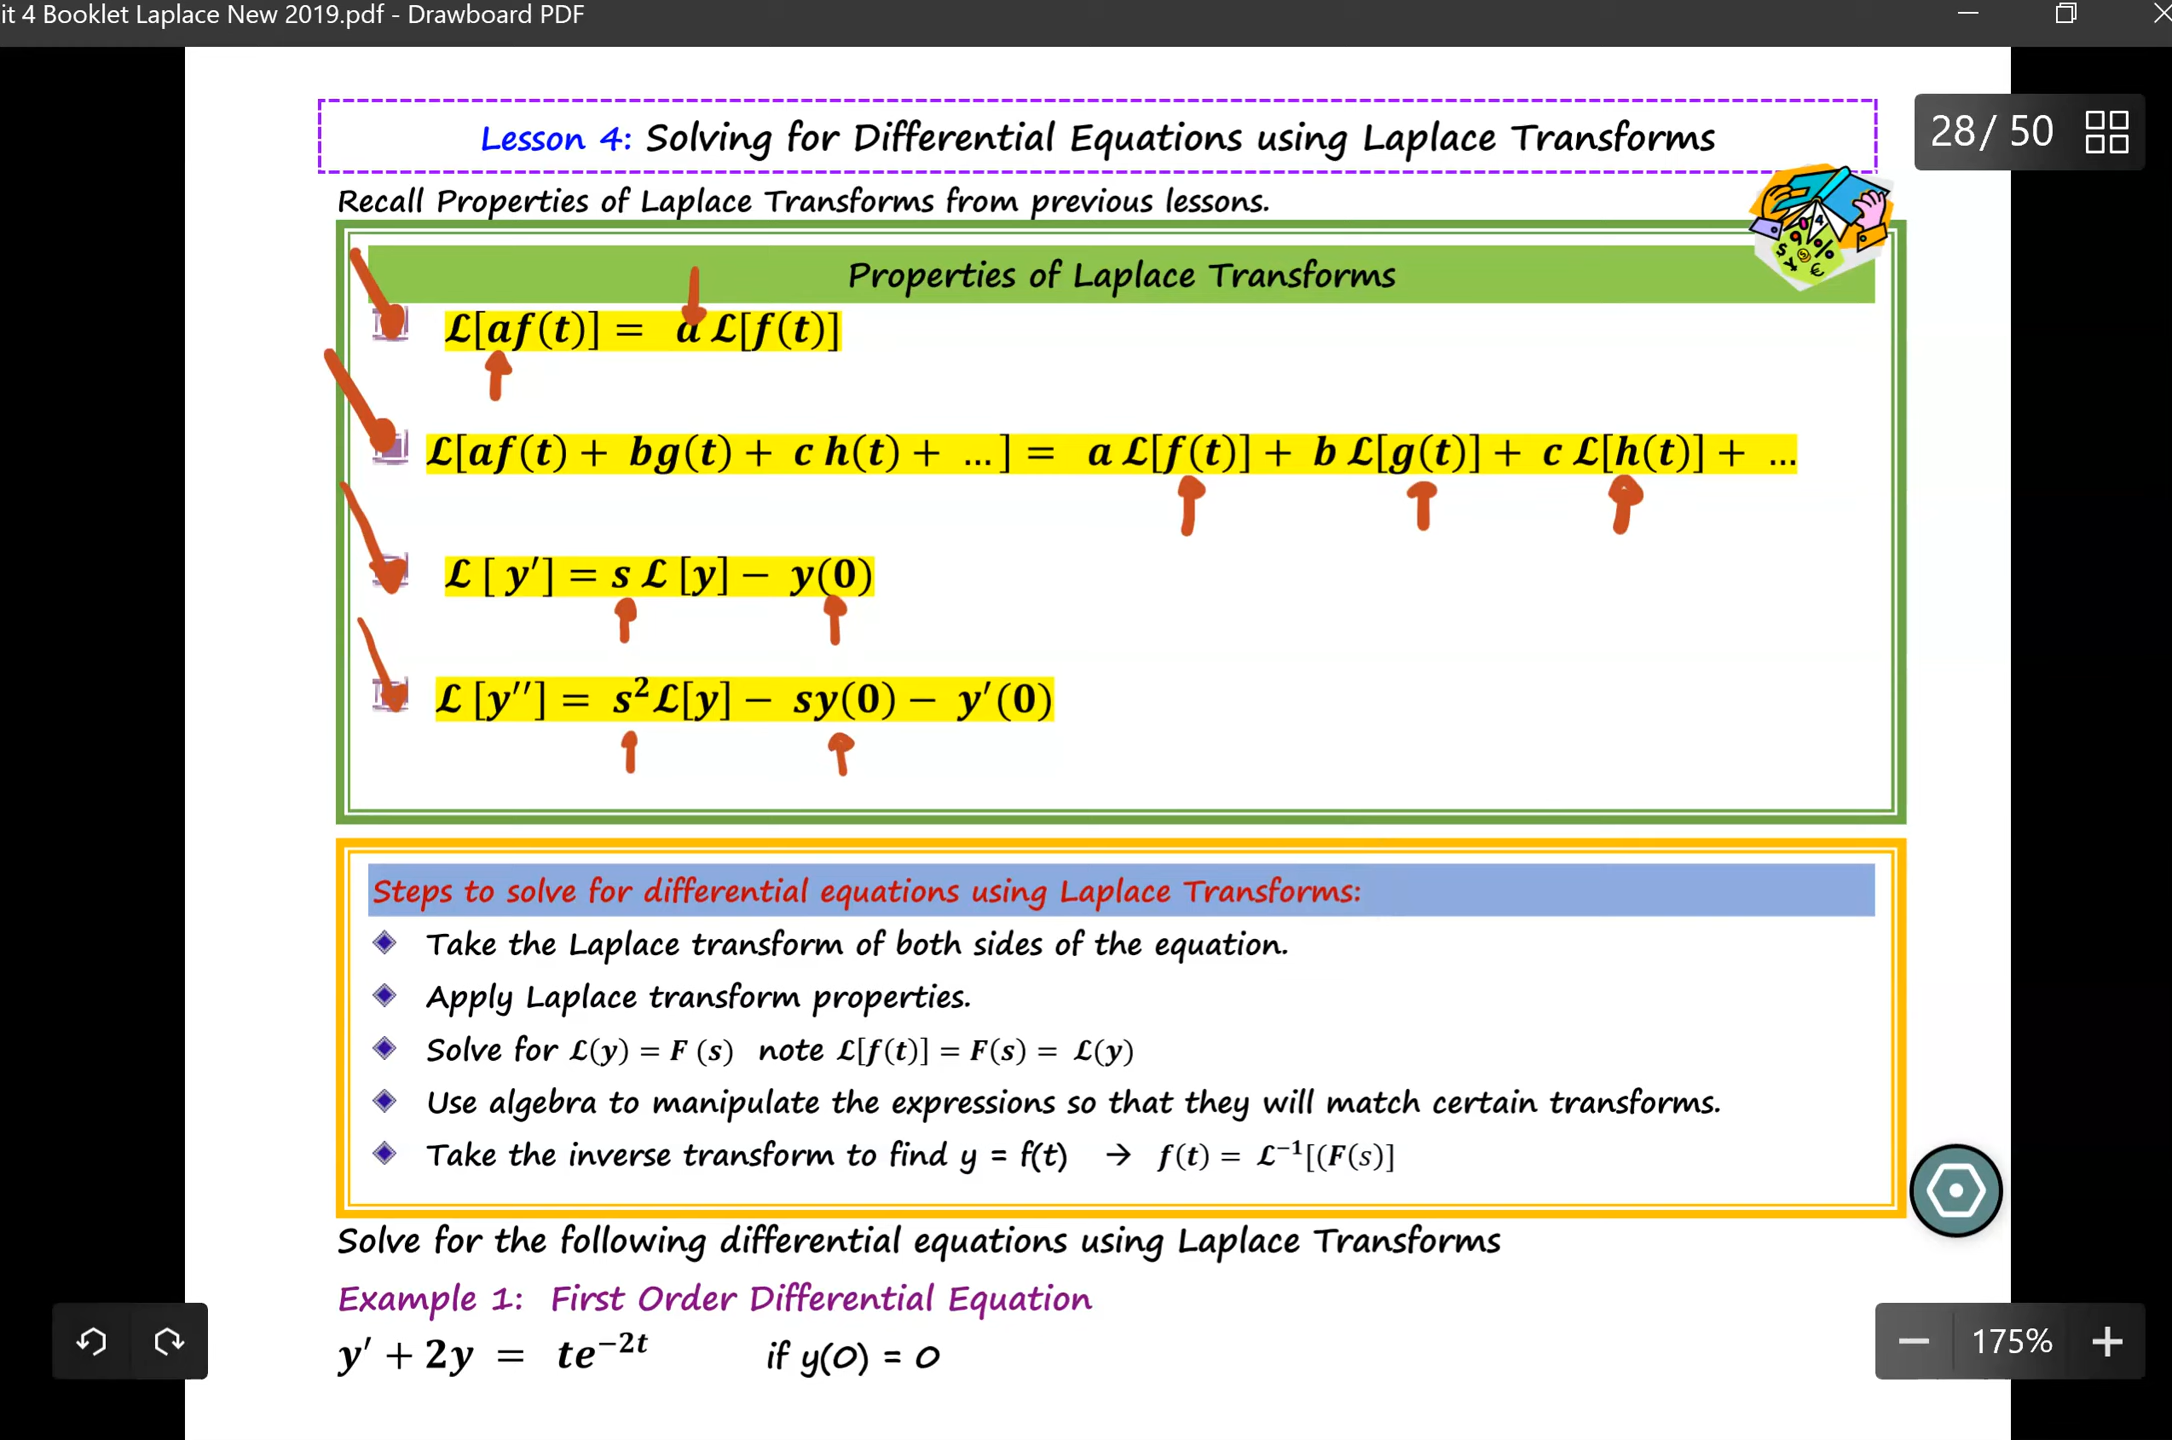 it 4 Booklet Laplace New 2019.pdf - Drawboard PDF
28/ 50
Lesson 4: Solving for Differential Equations using Laplace Transforms
Recall Properties of Laplace Transforms from previous lessons.
Properties of Laplace Transforms
ℒ[af(t)] = a ℒ[f(t)]
ℒ[af(t) + bg(t) + c h(t) + ...] = a ℒ[f(t)] + b ℒ[g(t)] + c ℒ[h(t)] + ...
ℒ [ y′] = s ℒ [y] − y(0)
ℒ [y′′] = s²ℒ[y] − sy(0) − y′(0)
Steps to solve for differential equations using Laplace Transforms:
Take the Laplace transform of both sides of the equation.
Apply Laplace transform properties.
Solve for ℒ(y) = F (s) note ℒ[f(t)] = F(s) = ℒ(y)
Use algebra to manipulate the expressions so that they will match certain transforms.
Take the inverse transform to find y = f(t) → f(t) = ℒ⁻¹[(F(s)]
Solve for the following differential equations using Laplace Transforms
Example 1: First Order Differential Equation
y′ + 2y = te⁻²ᵗ if y(0) = 0
175%